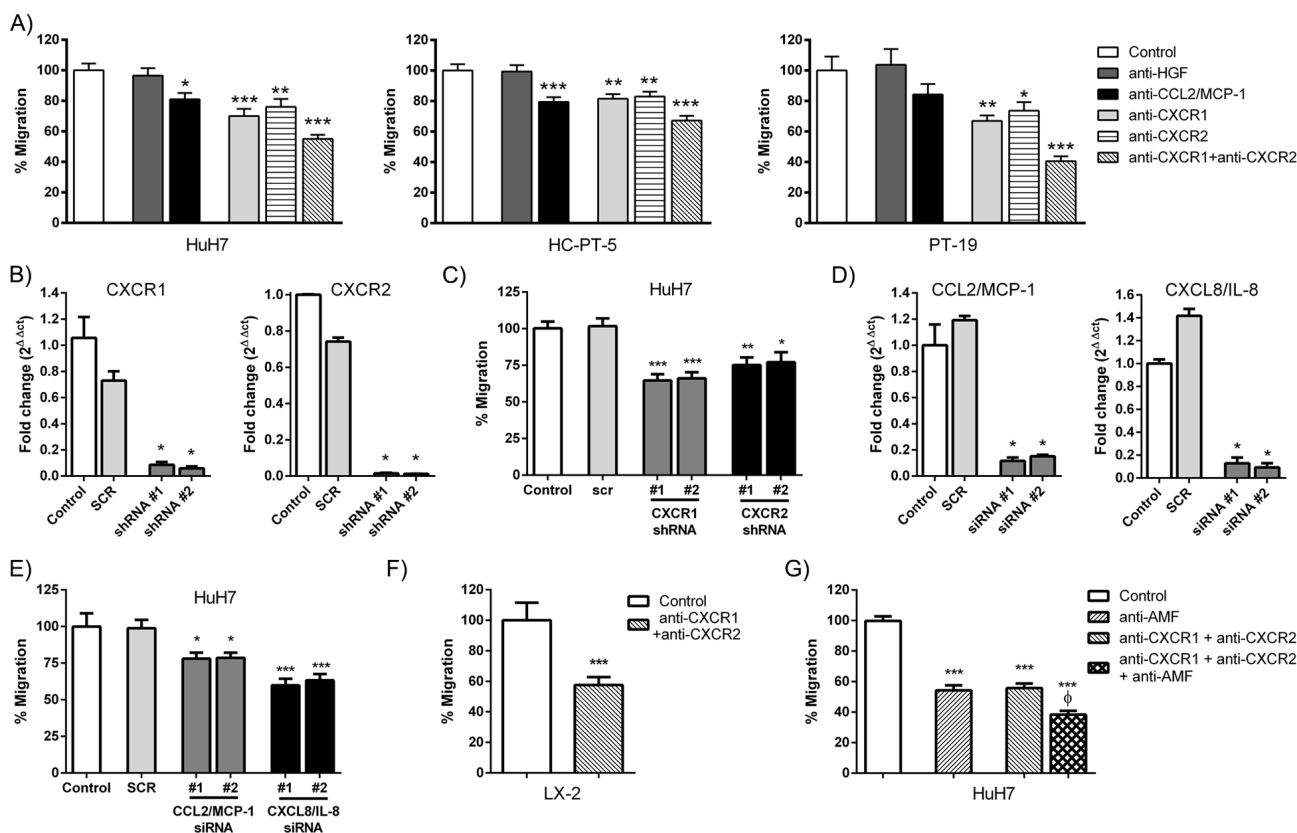 A)
120
100
80
60
40
20
0
% Migration
*
***
**
***
HuH7
120
100
80
60
40
20
0
% Migration
***
**
**
***
HC-PT-5
120
100
80
60
40
20
0
% Migration
**
*
***
PT-19
Control
anti-HGF
anti-CCL2/MCP-1
anti-CXCR1
anti-CXCR2
anti-CXCR1+anti-CXCR2
B)
CXCR1
1.4
1.2
1.0
0.8
0.6
0.4
0.2
0.0
Fold change (2^Δ Δct)
*
*
Control
SCR
shRNA #1
shRNA #2
CXCR2
1.0
0.8
0.6
0.4
0.2
0.0
Fold change (2^Δ Δct)
*
*
Control
SCR
shRNA #1
shRNA #2
C)
HuH7
125
100
75
50
25
0
% Migration
***
***
**
*
Control
scr
#1 #2
#1 #2
CXCR1
shRNA
CXCR2
shRNA
D)
CCL2/MCP-1
1.4
1.2
1.0
0.8
0.6
0.4
0.2
0.0
Fold change (2^Δ Δct)
*
*
Control
SCR
siRNA #1
siRNA #2
CXCL8/IL-8
1.6
1.4
1.2
1.0
0.8
0.6
0.4
0.2
0.0
Fold change (2^Δ Δct)
*
*
Control
SCR
siRNA #1
siRNA #2
E)
HuH7
125
100
75
50
25
0
% Migration
*
*
***
***
Control
SCR
#1 #2
#1 #2
CCL2/MCP-1
siRNA
CXCL8/IL-8
siRNA
F)
120
100
80
60
40
20
0
% Migration
***
LX-2
Control
anti-CXCR1
+anti-CXCR2
G)
120
100
80
60
40
20
0
% Migration
***
***
***
ϕ
HuH7
Control
anti-AMF
anti-CXCR1 + anti-CXCR2
anti-CXCR1 + anti-CXCR2
+ anti-AMF